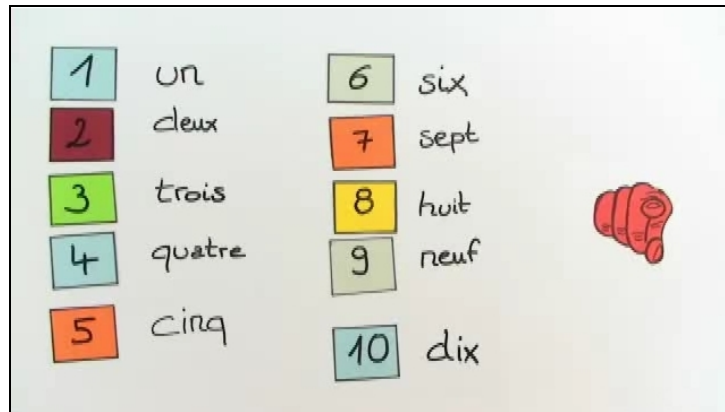 1 un
2 deux
3 trois
4 quatre
5 cinq
6 six
7 sept
8 huit
9 neuf
10 dix